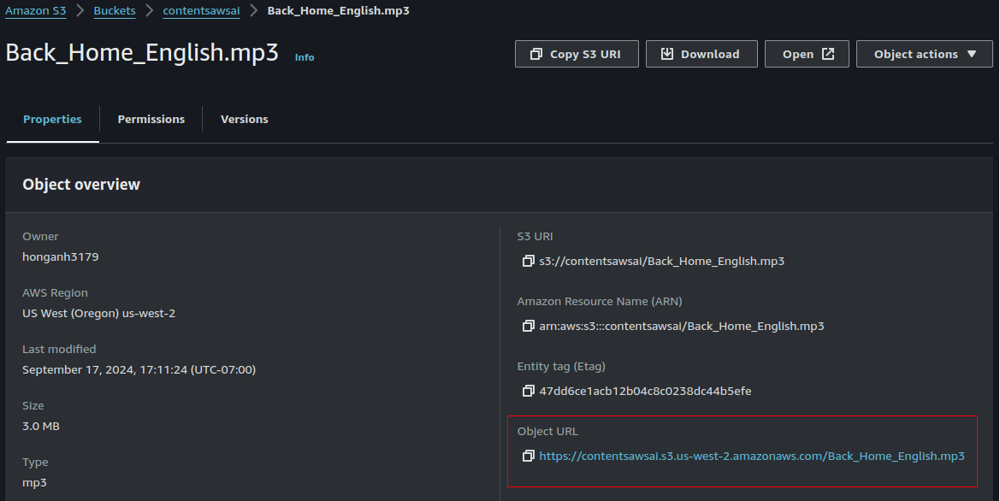 Amazon S3 > Buckets > contentsawsai > Back_Home_English.mp3
Back_Home_English.mp3 Info
Copy S3 URI Download Open Object actions
Properties Permissions Versions
Object overview
Owner
honganh3179
AWS Region
US West (Oregon) us-west-2
Last modified
September 17, 2024, 17:11:24 (UTC-07:00)
Size
3.0 MB
Type
mp3
S3 URI
s3://contentsawsai/Back_Home_English.mp3
Amazon Resource Name (ARN)
arn:aws:s3:::contentsawsai/Back_Home_English.mp3
Entity tag (Etag)
47dd6ce1acb12b04c8c0238dc44b5efe
Object URL
https://contentsawsai.s3.us-west-2.amazonaws.com/Back_Home_English.mp3